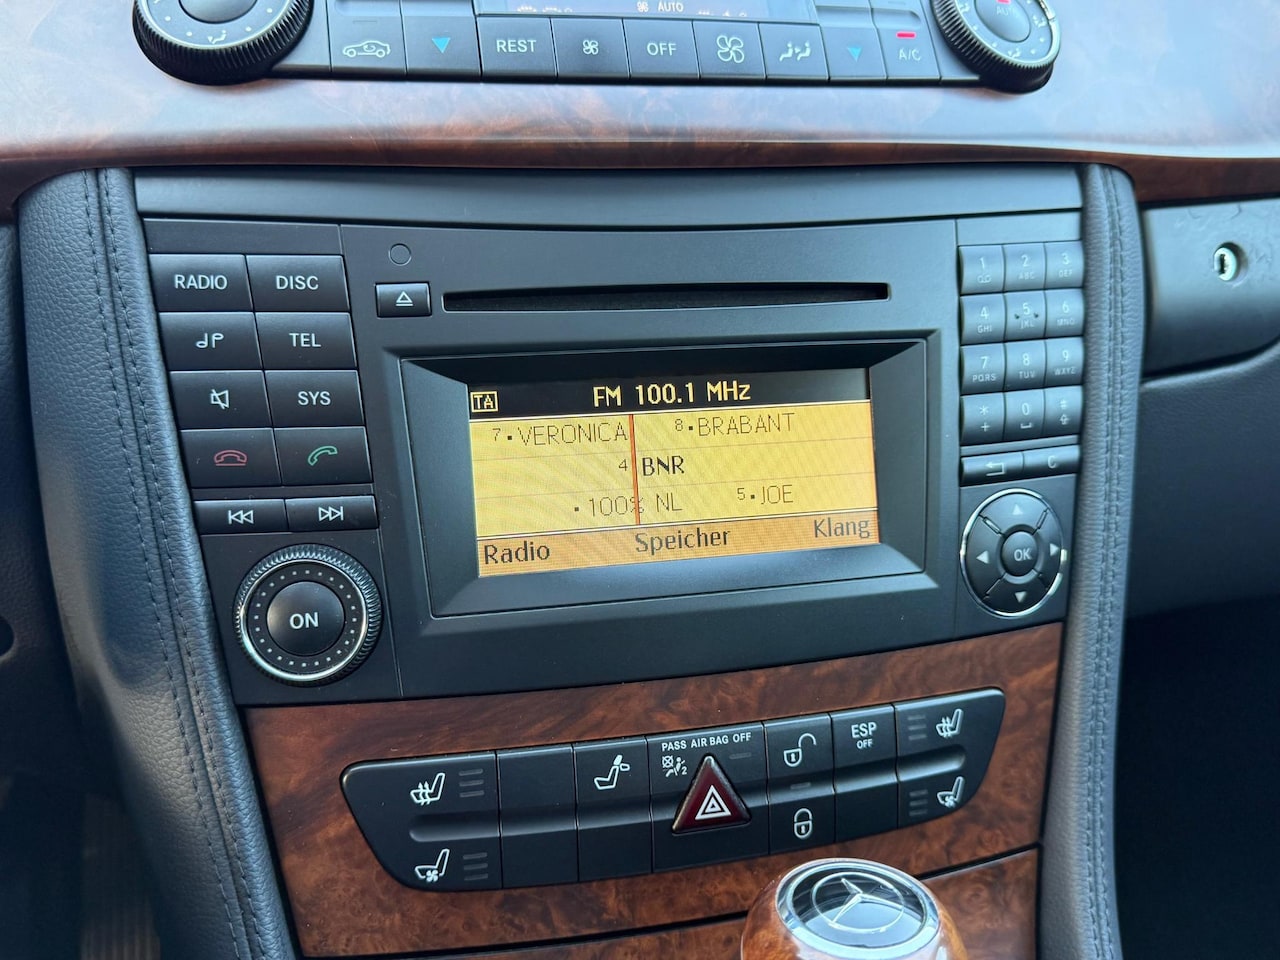 AUTO
AUTO
REST
OFF
A/C
RADIO
DISC
TEL
SYS
ON
TA
FM 100.1 MHz
7 VERONICA
8 BRABANT
4 BNR
100% NL
5 JOE
Radio
Speicher
Klang
1
2 ABC
3 DEF
4 GHI
5 JKL
6 MNO
7 PQRS
8 TUV
9 WXYZ
*
+
0
#
C
OK
PASS AIR BAG OFF
2
ESP
OFF